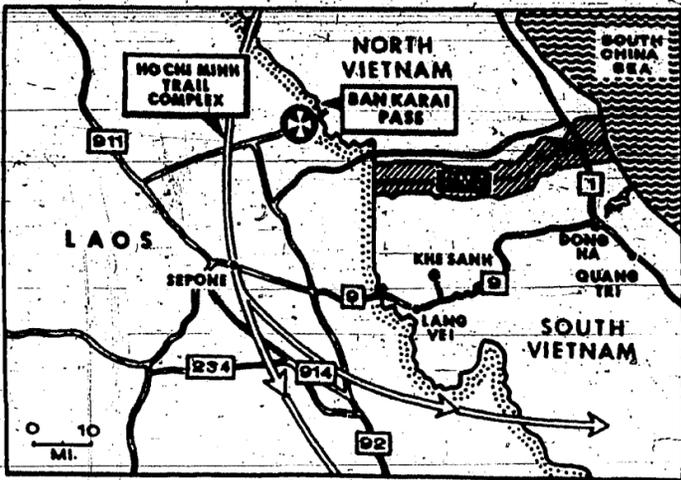 NORTH
VIETNAM
SOUTH
CHINA
SEA
HO CHI MINH
TRAIL
COMPLEX
BAN KARAI
PASS
911
1
LAOS
DONG
HA
KHE SANH
SEPONE
9
9
QUANG
TRI
LANG
VEI
SOUTH
VIETNAM
234
914
0 10
MI.
92